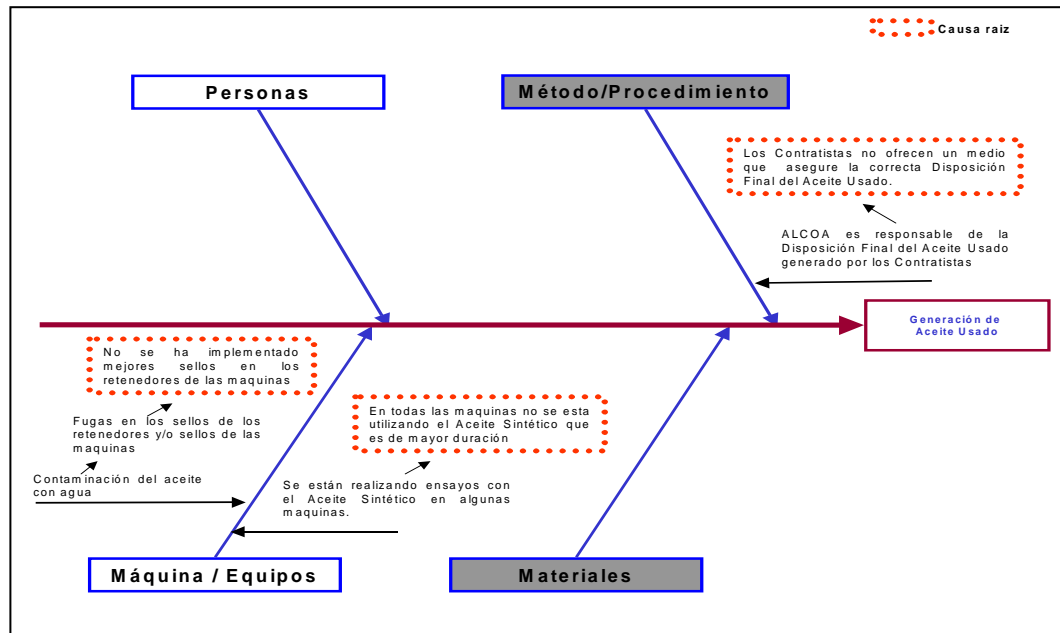 Causa raiz
Personas
Método/Procedimiento
Los Contratistas no ofrecen un medio
que asegure la correcta Disposición
Final del Aceite Usado.
ALCOA es responsable de la
Disposición Final del Aceite Usado
generado por los Contratistas
Generación de
Aceite Usado
No se ha implementado
mejores sellos en los
retenedores de las maquinas
Fugas en los sellos de los
retenedores y/o sellos de las
maquinas
Contaminación del aceite
con agua
En todas las maquinas no se esta
utilizando el Aceite Sintético que
es de mayor duración
Se están realizando ensayos con
el Aceite Sintético en algunas
maquinas.
Máquina / Equipos
Materiales